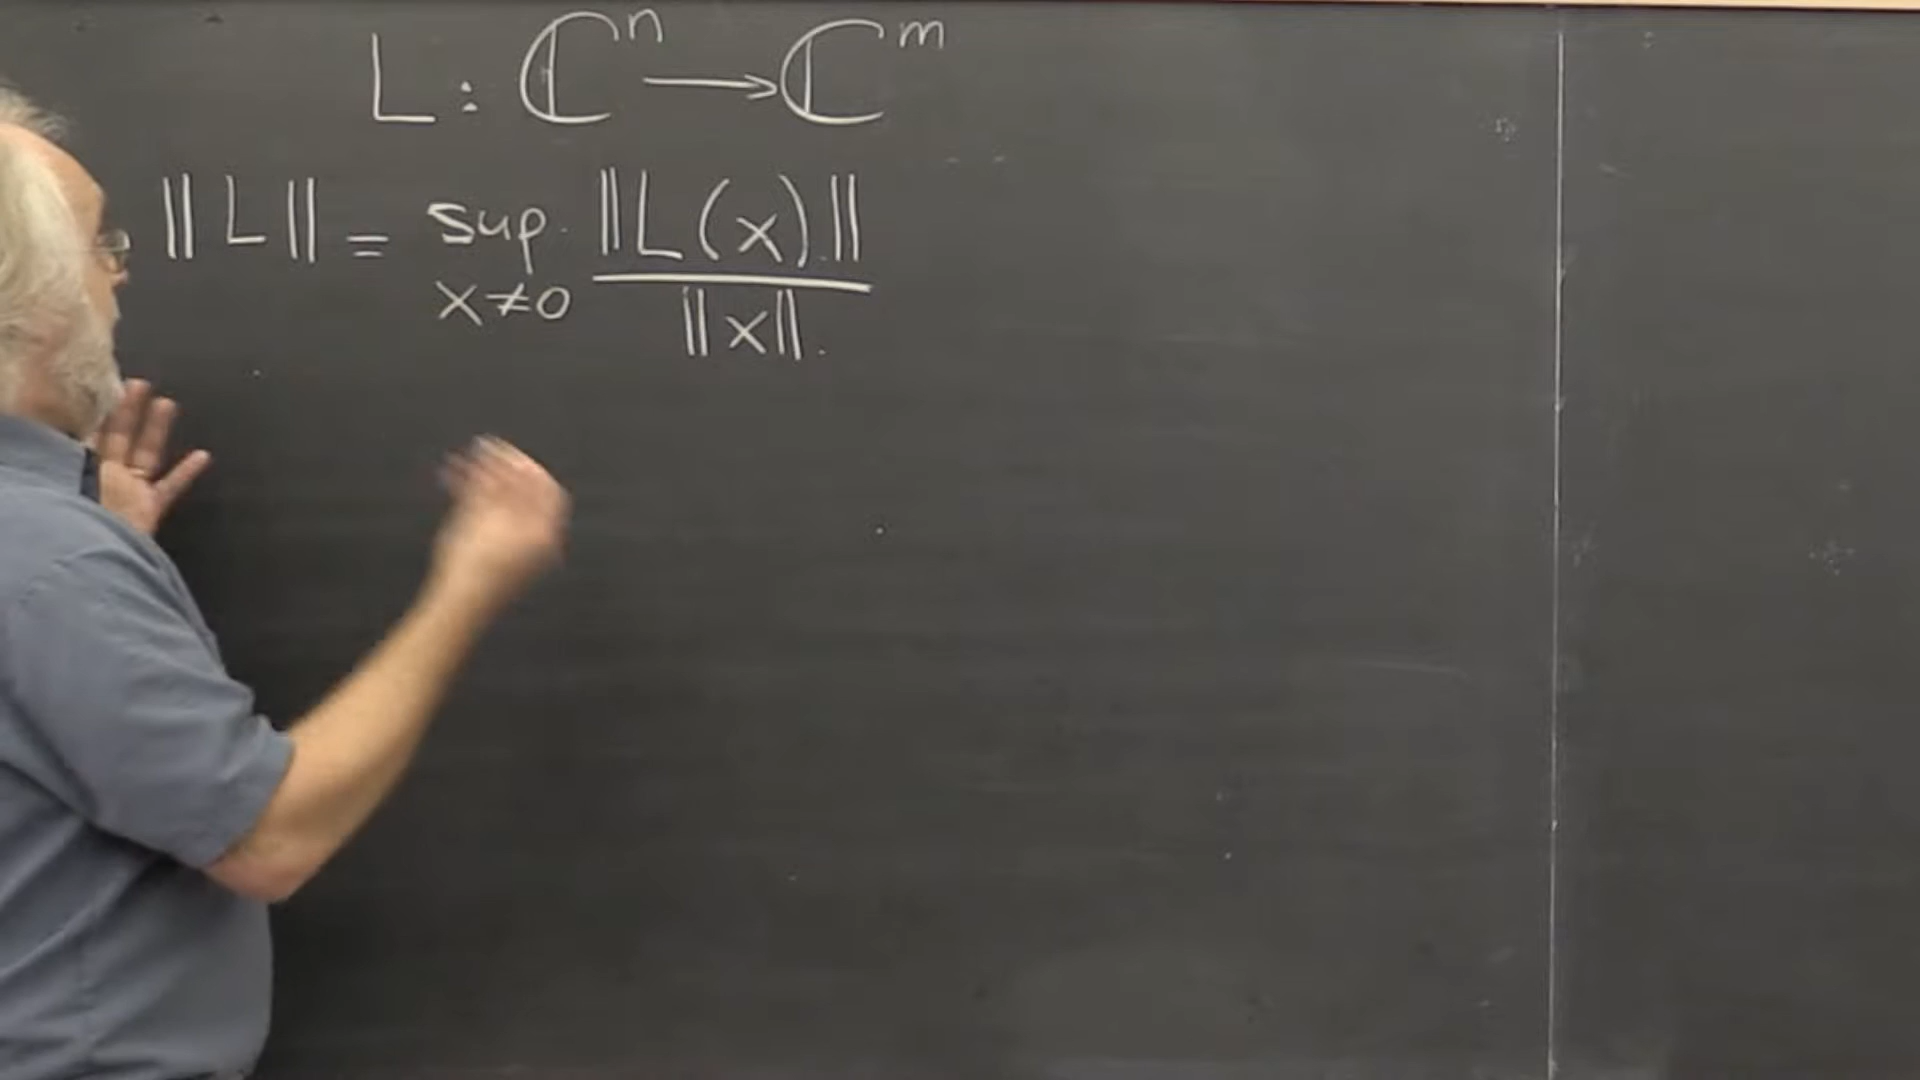 L : ℂⁿ ⟶ ℂᵐ
‖L‖ = sup ‖L(x)‖
x≠0 ‖x‖.